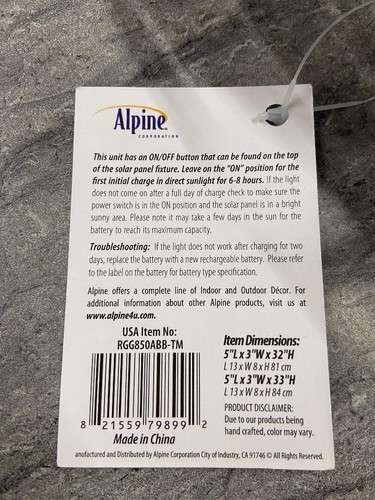 Alpine®
CORPORATION
This unit has an ON/OFF button that can be found on the top
of the solar panel fixture. Leave on the "ON" position for the
first initial charge in direct sunlight for 6-8 hours. If the light
does not come on after a full day of charge check to make sure the
power switch is in the ON position and the solar panel is in a bright
sunny area. Please note it may take a few days in the sun for the
battery to reach its maximum capacity.
Troubleshooting: If the light does not work after charging for two
days, replace the battery with a new rechargeable battery. Please refer
to the label on the battery for battery type specification.
Alpine offers a complete line of Indoor and Outdoor Décor. For
additional information about other Alpine products, visit us at
www.alpine4u.com.
USA Item No:
RGG850ABB-TM
8 21559 79899 2
Made in China
Item Dimensions:
5"L x 3"W x 32"H
L 13 x W 8 x H 81 cm
5"L x 3"W x 33"H
L 13 x W 8 x H 84 cm
PRODUCT DISCLAIMER:
Due to our products being
hand crafted, color may vary.
anufactured and Distributed by Alpine Corporation City of Industry, CA 91746 © All Rights Reserved.